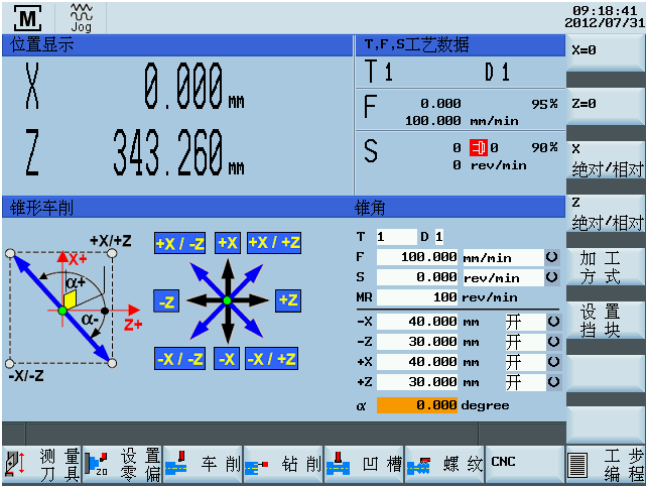 M Jog 09:18:41
2012/07/31
位置显示 T,F,S工艺数据 X=0
X 0.000 mm T 1 D 1
F 0.000 95% Z=0
100.000 mm/min
Z 343.260 mm S 0 0 90% X
0 rev/min 绝对/相对
锥形车削 锥角 Z
绝对/相对
+X/+Z +X / -Z +X +X / +Z T 1 D 1
X+ F 100.000 mm/min 加工
α+ S 0.000 rev/min 方式
-Z +Z MR 100 rev/min
α- Z+ -X 40.000 mm 开 设置
-Z 30.000 mm 开 挡块
-X / -Z -X -X / +Z +X 40.000 mm 开
-X/-Z +Z 30.000 mm 开
α 0.000 degree
测量 设置 车削 钻削 凹槽 螺纹 CNC 工步
刀具 Z0 零偏 编程